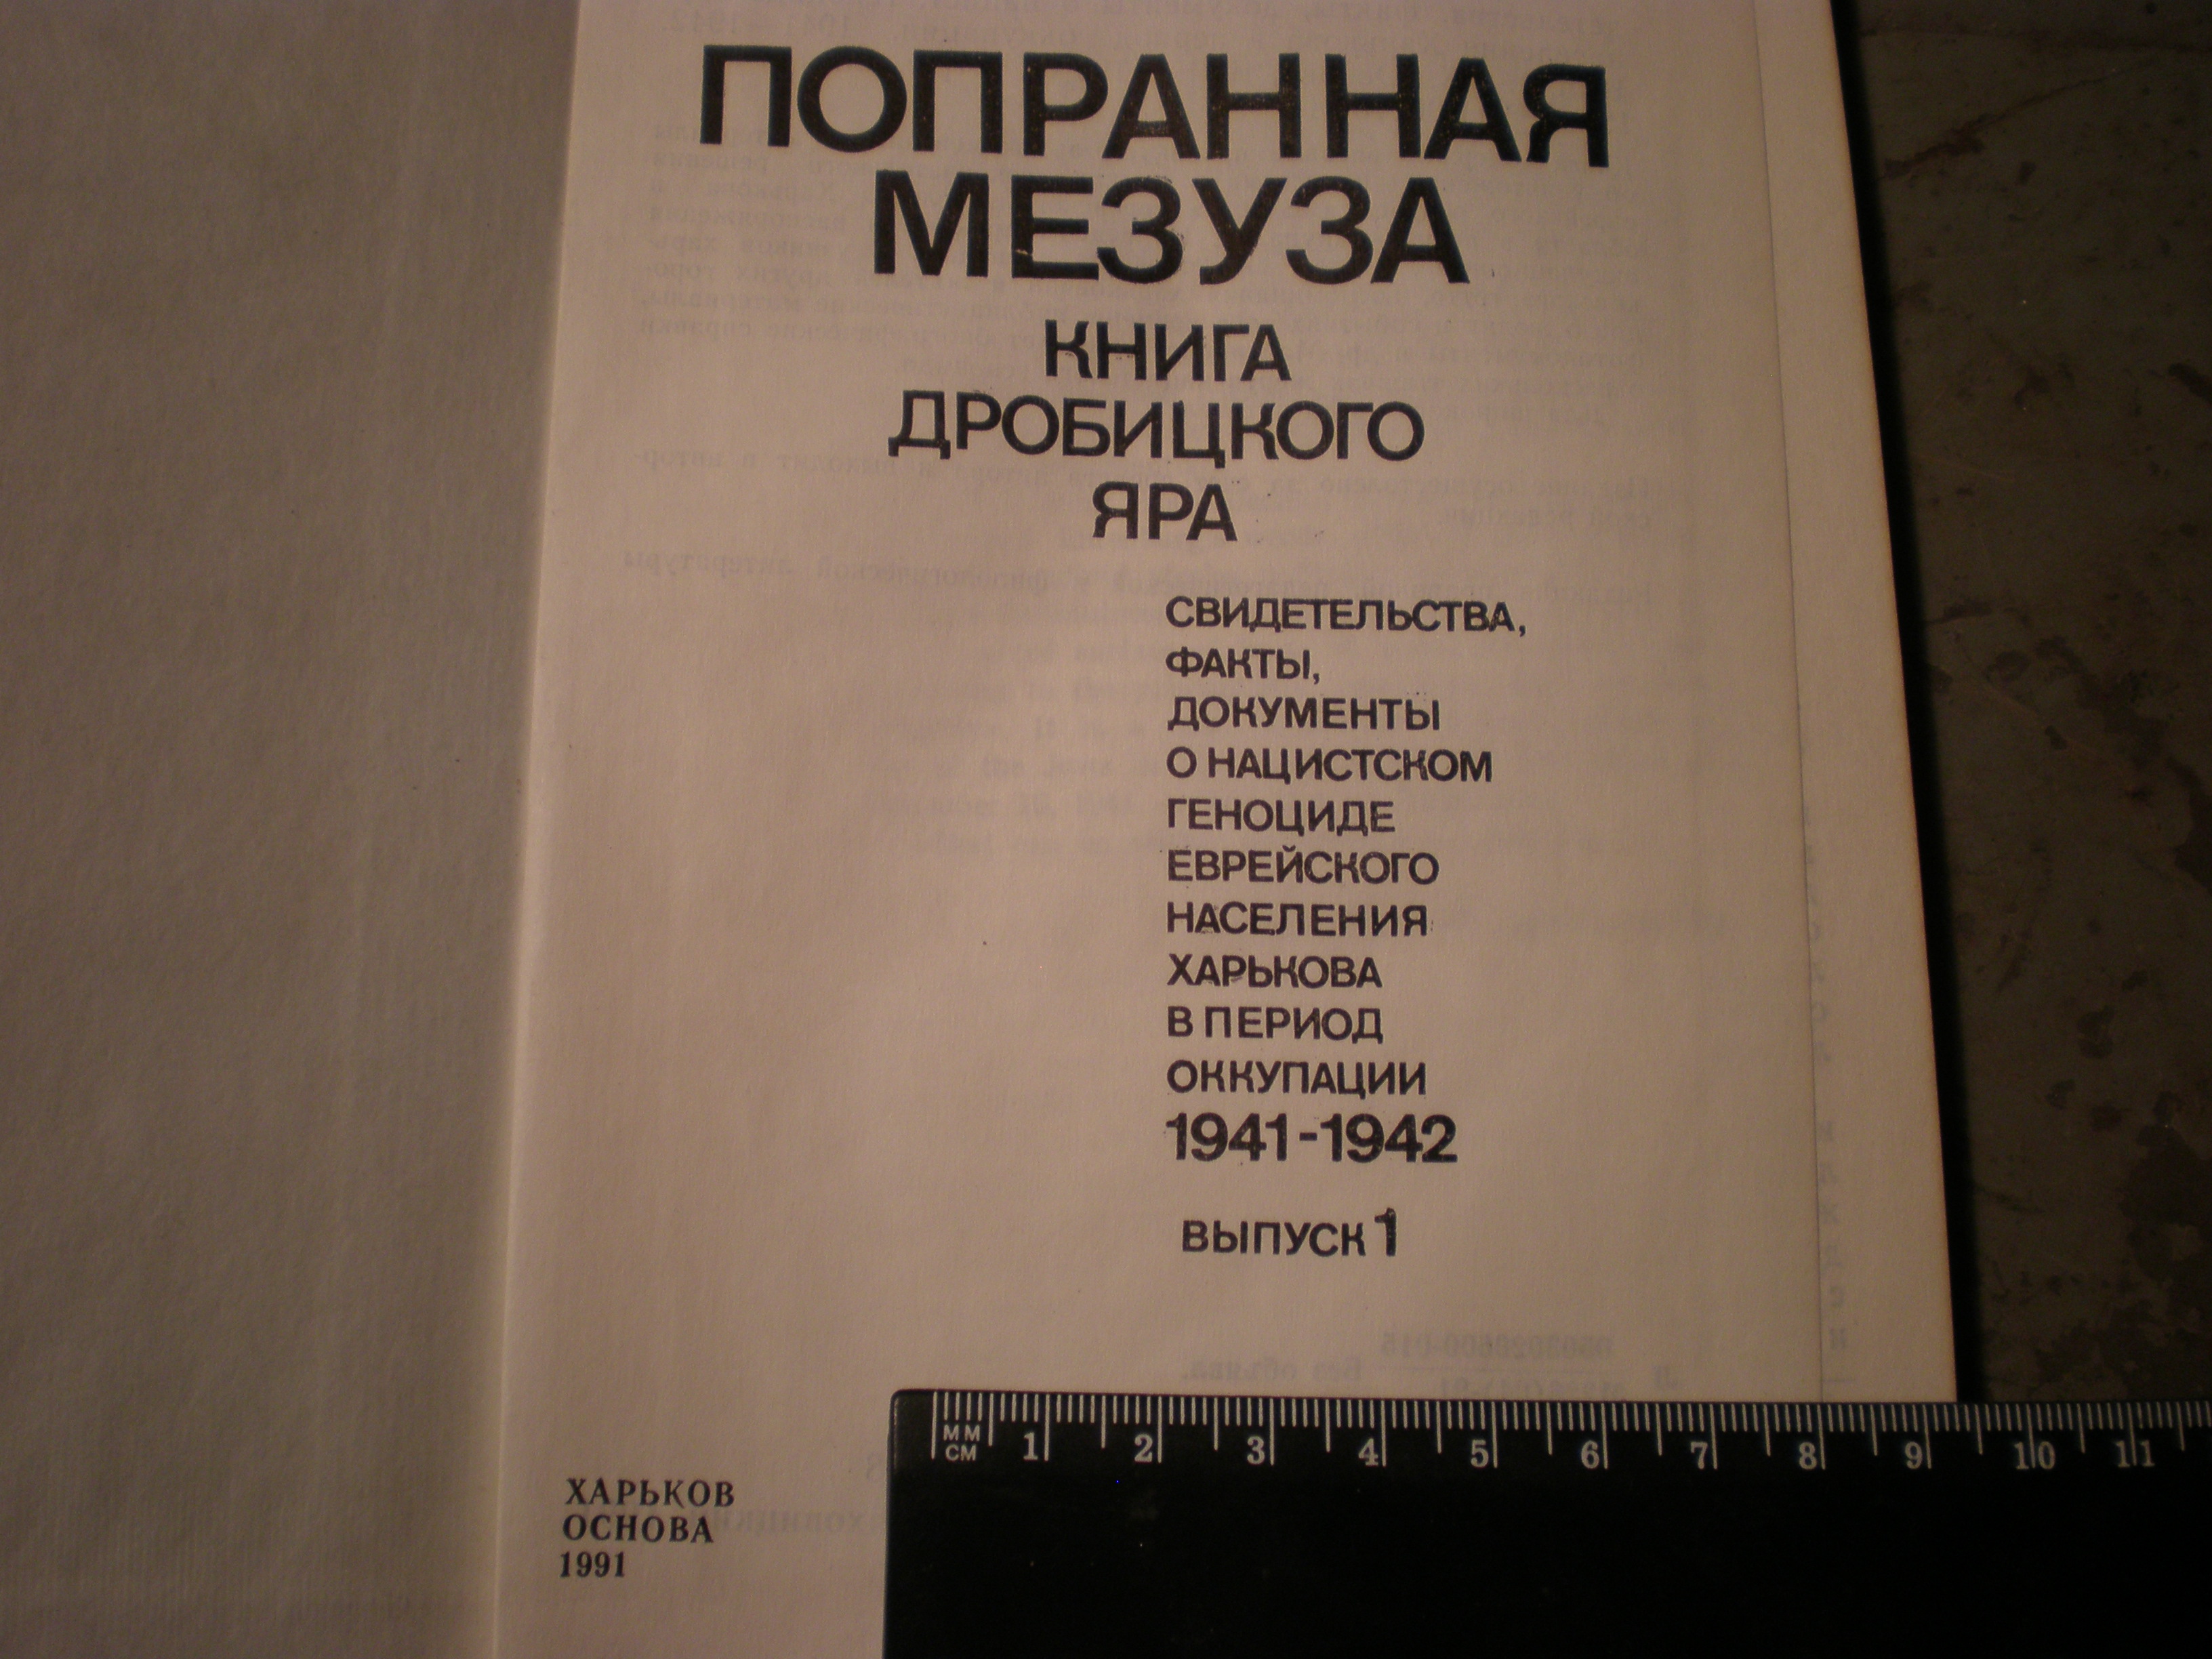 ПОПРАННАЯ
МЕЗУЗА
КНИГА
ДРОБИЦКОГО
ЯРА
СВИДЕТЕЛЬСТВА,
ФАКТЫ,
ДОКУМЕНТЫ
О НАЦИСТСКОМ
ГЕНОЦИДЕ
ЕВРЕЙСКОГО
НАСЕЛЕНИЯ
ХАРЬКОВА
В ПЕРИОД
ОККУПАЦИИ
1941-1942
ВЫПУСК 1
ХАРЬКОВ
ОСНОВА
1991
ММ
СМ
1 2 3 4 5 6 7 8 9 10 11